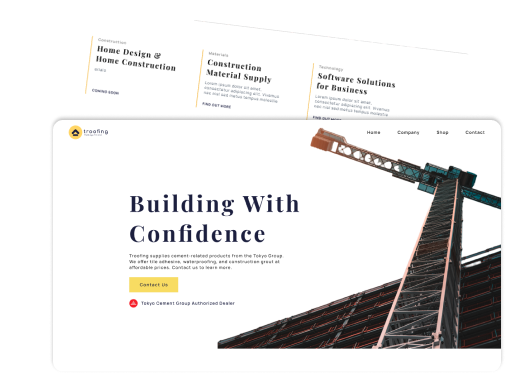 Construction
Home Design &
Home Construction
COMING SOON
Materials
Construction
Material Supply
Lorem ipsum dolor sit amet,
consectetur adipiscing elit. Vivamus
nec nisl sed metus tempus molestie
FIND OUT MORE
Technology
Software Solutions
for Business
Lorem ipsum dolor sit amet,
consectetur adipiscing elit. Vivamus
nec nisl sed metus tempus molestie
FIND OUT MORE
troofing
Home
Company
Shop
Contact
Building With
Confidence
Troofing supplies cement-related products from the Tokyo Group.
We offer tile adhesive, waterproofing, and construction grout at
affordable prices. Contact us to learn more.
Contact Us
Tokyo Cement Group Authorized Dealer